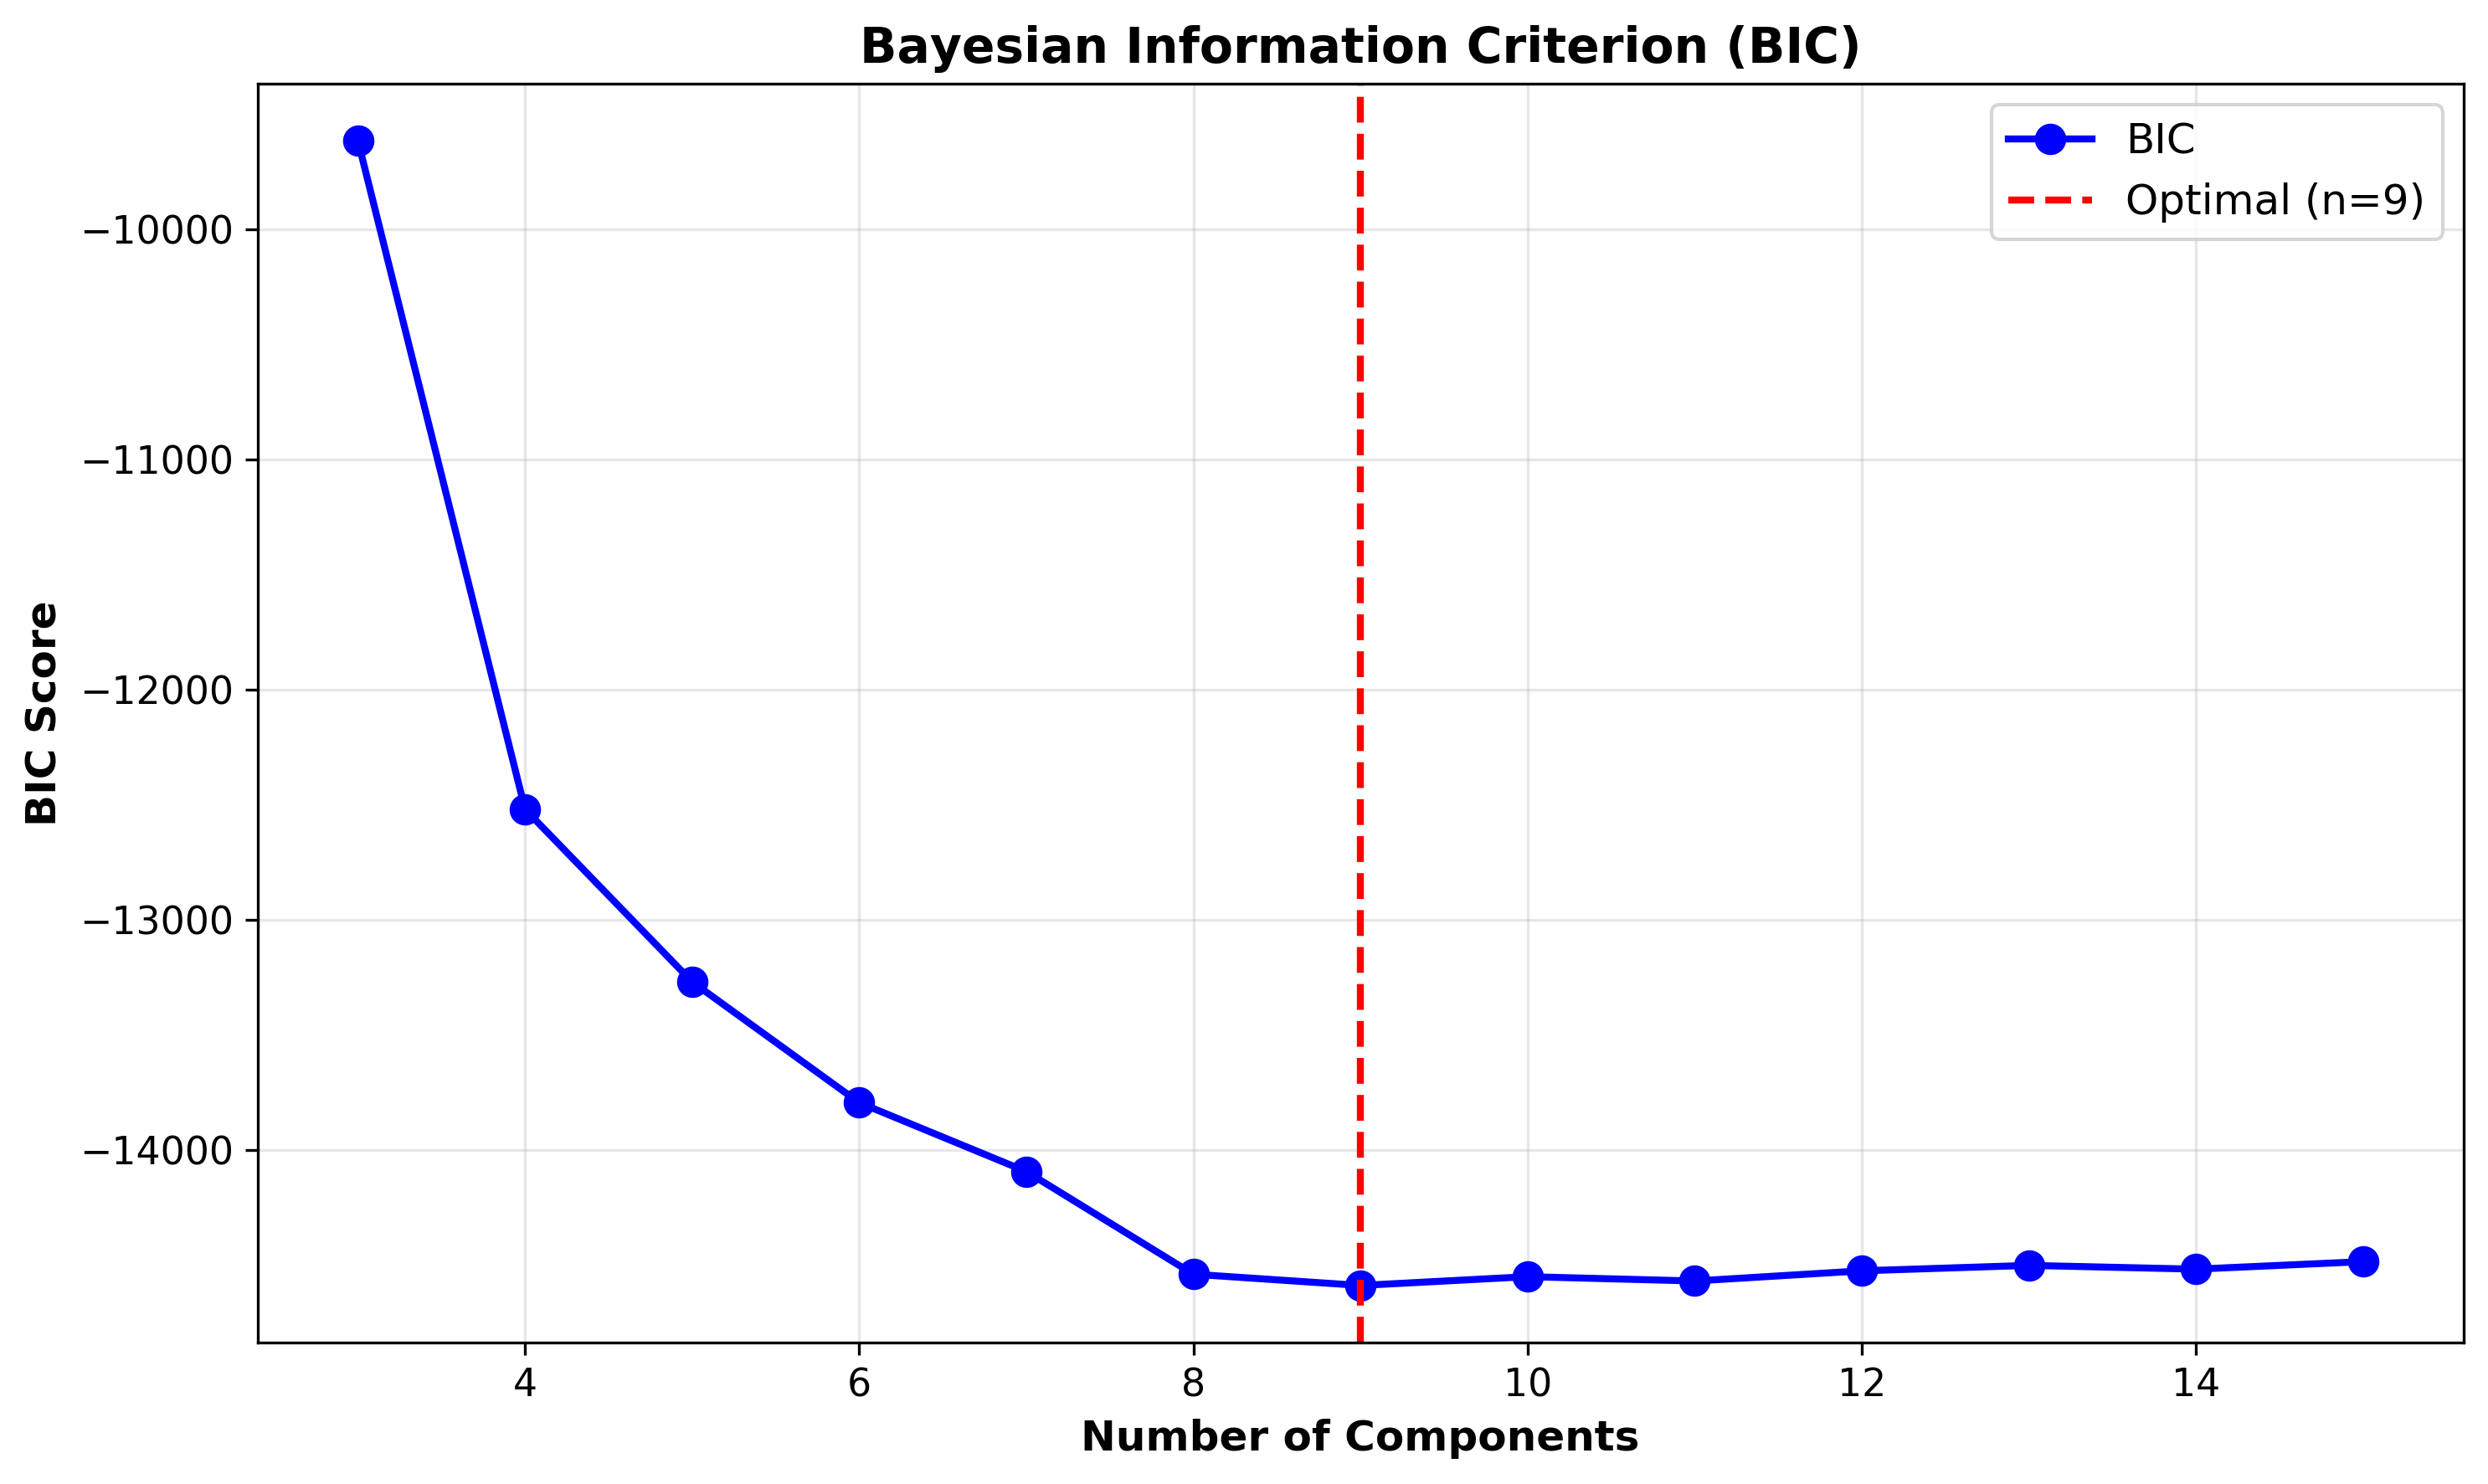 Bayesian Information Criterion (BIC)
BIC
Optimal (n=9)
−10000
−11000
−12000
−13000
−14000
BIC Score
4 6 8 10 12 14
Number of Components